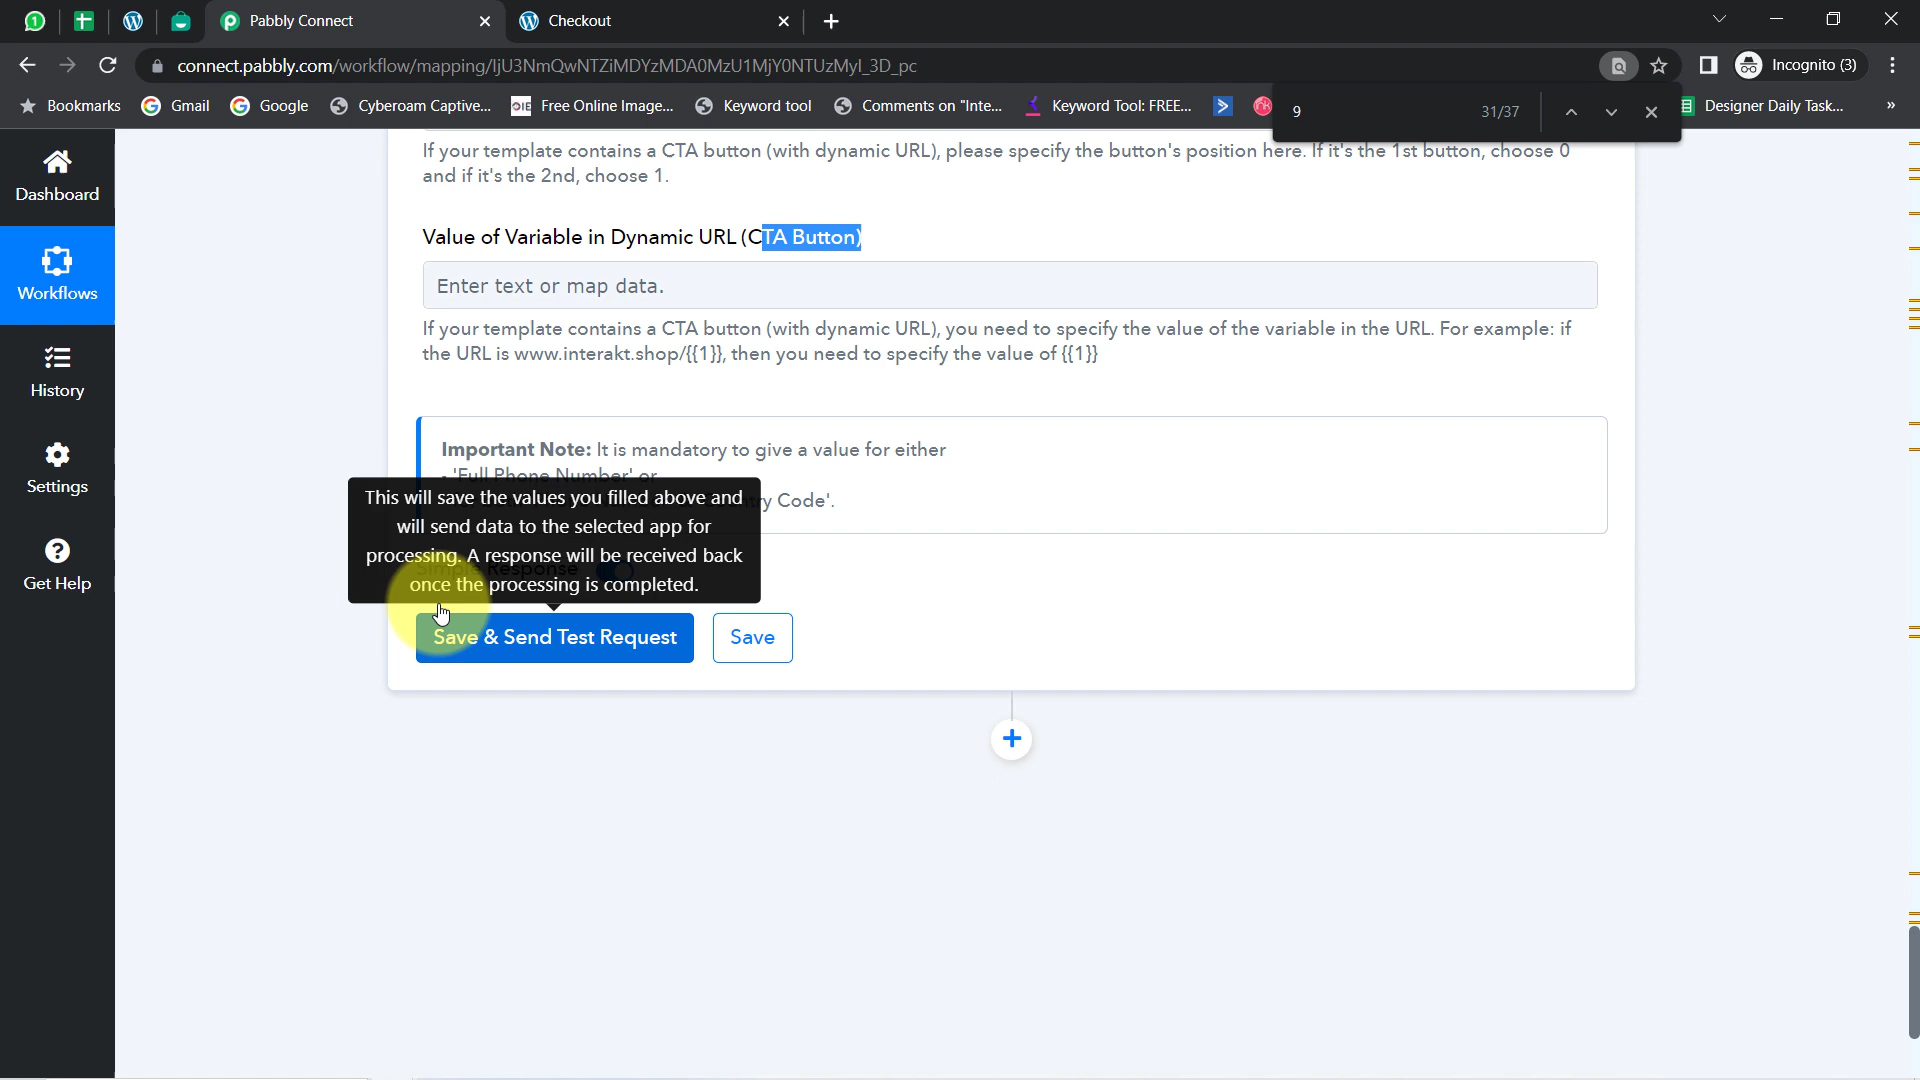 Pabbly Connect
Checkout
connect.pabbly.com/workflow/mapping/IjU3NmQwNTZiMDYzMDA0MzU1MjY0NTUzMyI_3D_pc
Incognito (3)
Bookmarks
Gmail
Google
Cyberoam Captive...
Free Online Image...
Keyword tool
Comments on "Inte...
Keyword Tool: FREE...
Designer Daily Task...
»
9
31/37
Dashboard
Workflows
History
Settings
Get Help
If your template contains a CTA button (with dynamic URL), please specify the button's position here. If it's the 1st button, choose 0
and if it's the 2nd, choose 1.
Value of Variable in Dynamic URL (CTA Button)
Enter text or map data.
If your template contains a CTA button (with dynamic URL), you need to specify the value of the variable in the URL. For example: if
the URL is www.interakt.shop/{{1}}, then you need to specify the value of {{1}}
Important Note: It is mandatory to give a value for either
- 'Full Phone Number' or
ry Code'.
This will save the values you filled above and
will send data to the selected app for
processing. A response will be received back
once the processing is completed.
Simple Response
Save & Send Test Request
Save